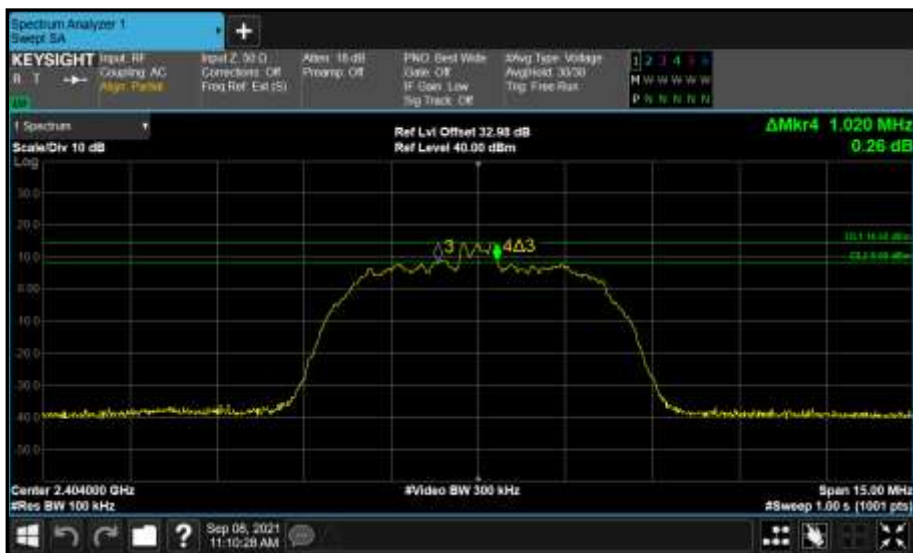 Spectrum Analyzer 1
Swept SA
+
KEYSIGHT
R T
Input: RF
Coupling: AC
Align: Partial
Input Z: 50 Ω
Corrections: Off
Freq Ref: Ext (S)
Atten: 18 dB
Preamp: Off
PNO: Best Wide
Gate: Off
IF Gain: Low
Sig Track: Off
#Avg Type: Voltage
Avg|Hold: 30/30
Trig: Free Run
1 2 3 4 5 6
M W W W W W
P N N N N N
1 Spectrum
Scale/Div 10 dB
Ref Lvl Offset 32.98 dB
Ref Level 40.00 dBm
ΔMkr4 1.020 MHz
0.26 dB
Log
30.0
20.0
10.0
0.00
-10.0
-20.0
-30.0
-40.0
-50.0
3
4Δ3
Center 2.404000 GHz
#Res BW 100 kHz
#Video BW 300 kHz
Span 15.00 MHz
#Sweep 1.00 s (1001 pts)
?
Sep 08, 2021
11:10:28 AM